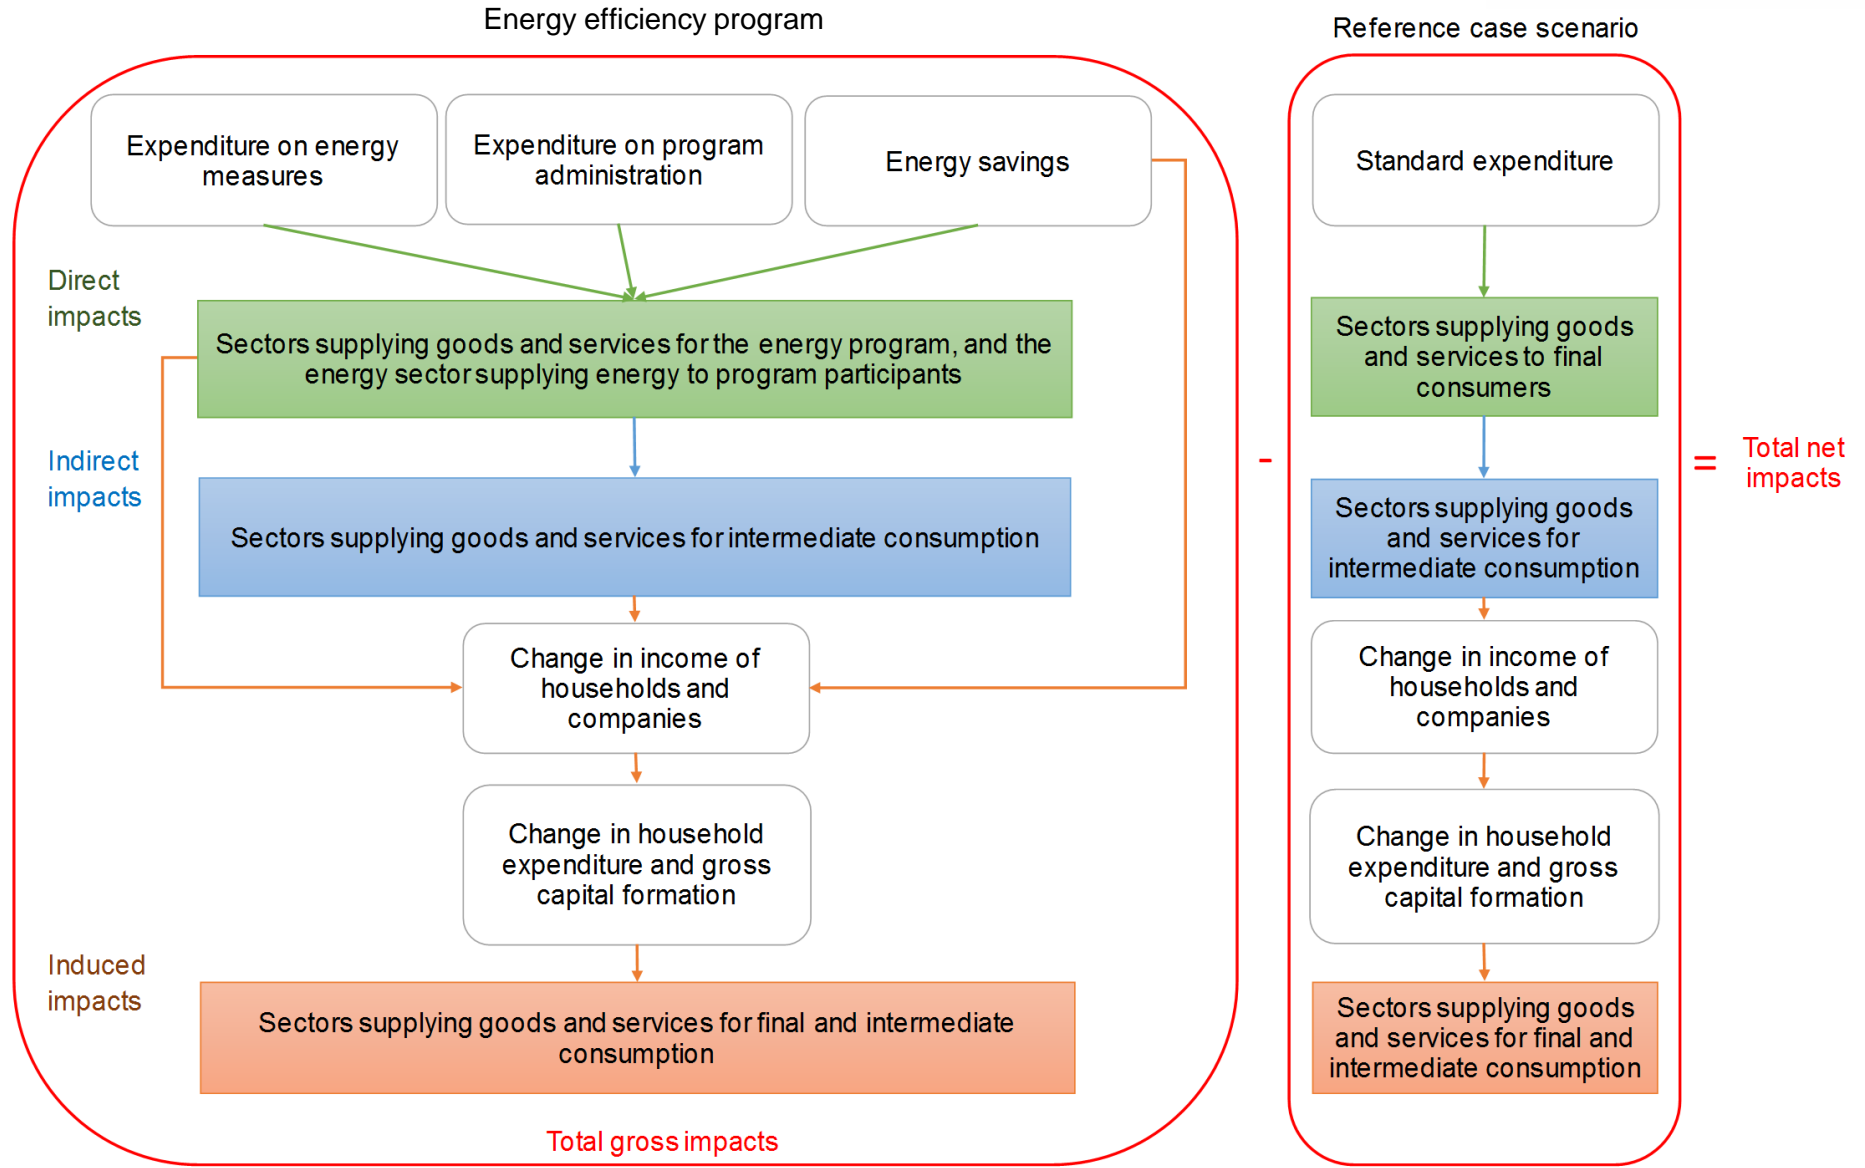 Energy efficiency program
Expenditure on energy
measures
Expenditure on program
administration
Energy savings
Direct
impacts
Sectors supplying goods and services for the energy program, and the
energy sector supplying energy to program participants
Indirect
impacts
Sectors supplying goods and services for intermediate consumption
Change in income of
households and
companies
Change in household
expenditure and gross
capital formation
Induced
impacts
Sectors supplying goods and services for final and intermediate
consumption
Total gross impacts
-
Reference case scenario
Standard expenditure
Sectors supplying goods
and services to final
consumers
Sectors supplying goods
and services for
intermediate consumption
Change in income of
households and
companies
Change in household
expenditure and gross
capital formation
Sectors supplying goods
and services for final and
intermediate consumption
=
Total net
impacts